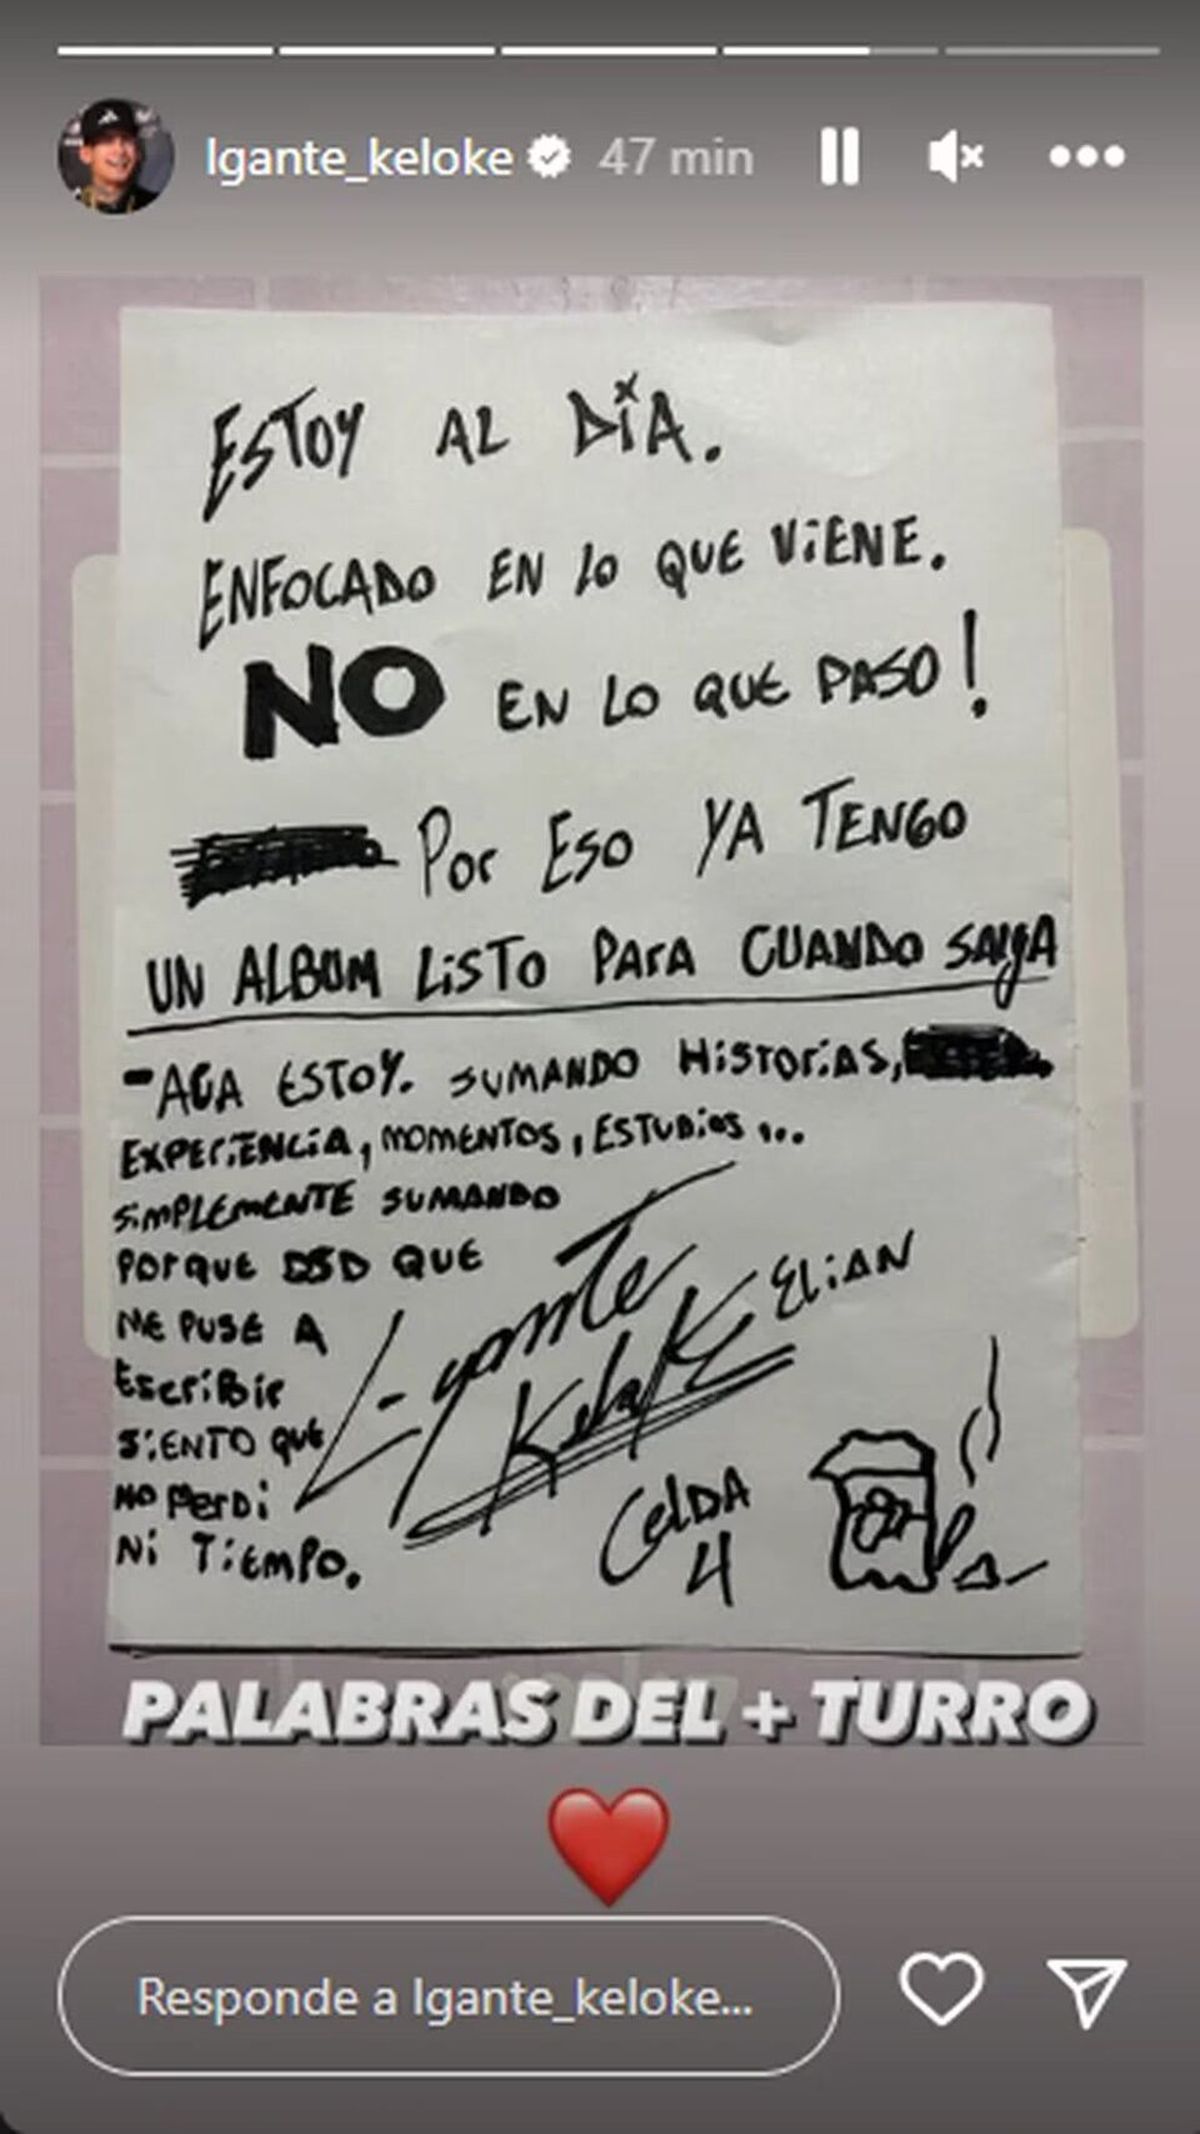 lgante_keloke 47 min
ESTOY AL DiA.
ENFOCADO EN LO QUE ViENE.
NO EN LO QUE PASO!
Por Eso YA TENGO
UN ALBUM LiSTO PArA CUANDO SALgA
-ACA ESTOY. SUMANDO HiSTOriAS,
EXPEriENCiA, MOMENTOS, ESTUDiOS...
SiMPLEMENTE SUMANDO
POrQUE DSD QUE
ME PUSE A
EscriBir
SiENTO QUE
NO PErDi
Ni TiEMPO.
L-gante
Keloke
ELiAN
CELDA
4
PALABRAS DEL + TURRO
Responde a lgante_keloke...